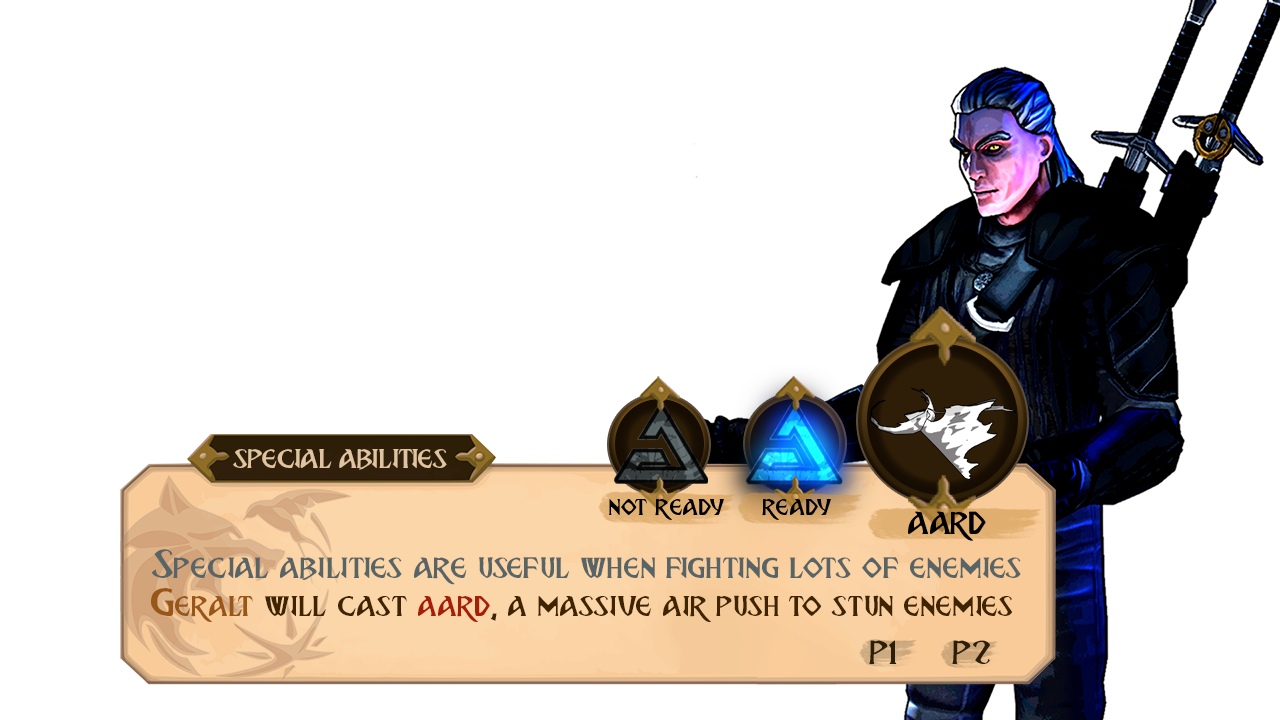 SPECIAL ABILITIES
NOT READY
READY
AARD
SPECIAL ABILITIES ARE USEFUL WHEN FIGHTING LOTS OF ENEMIES
GERALT WILL CAST AARD, A MASSIVE AIR PUSH TO STUN ENEMIES
P1 P2